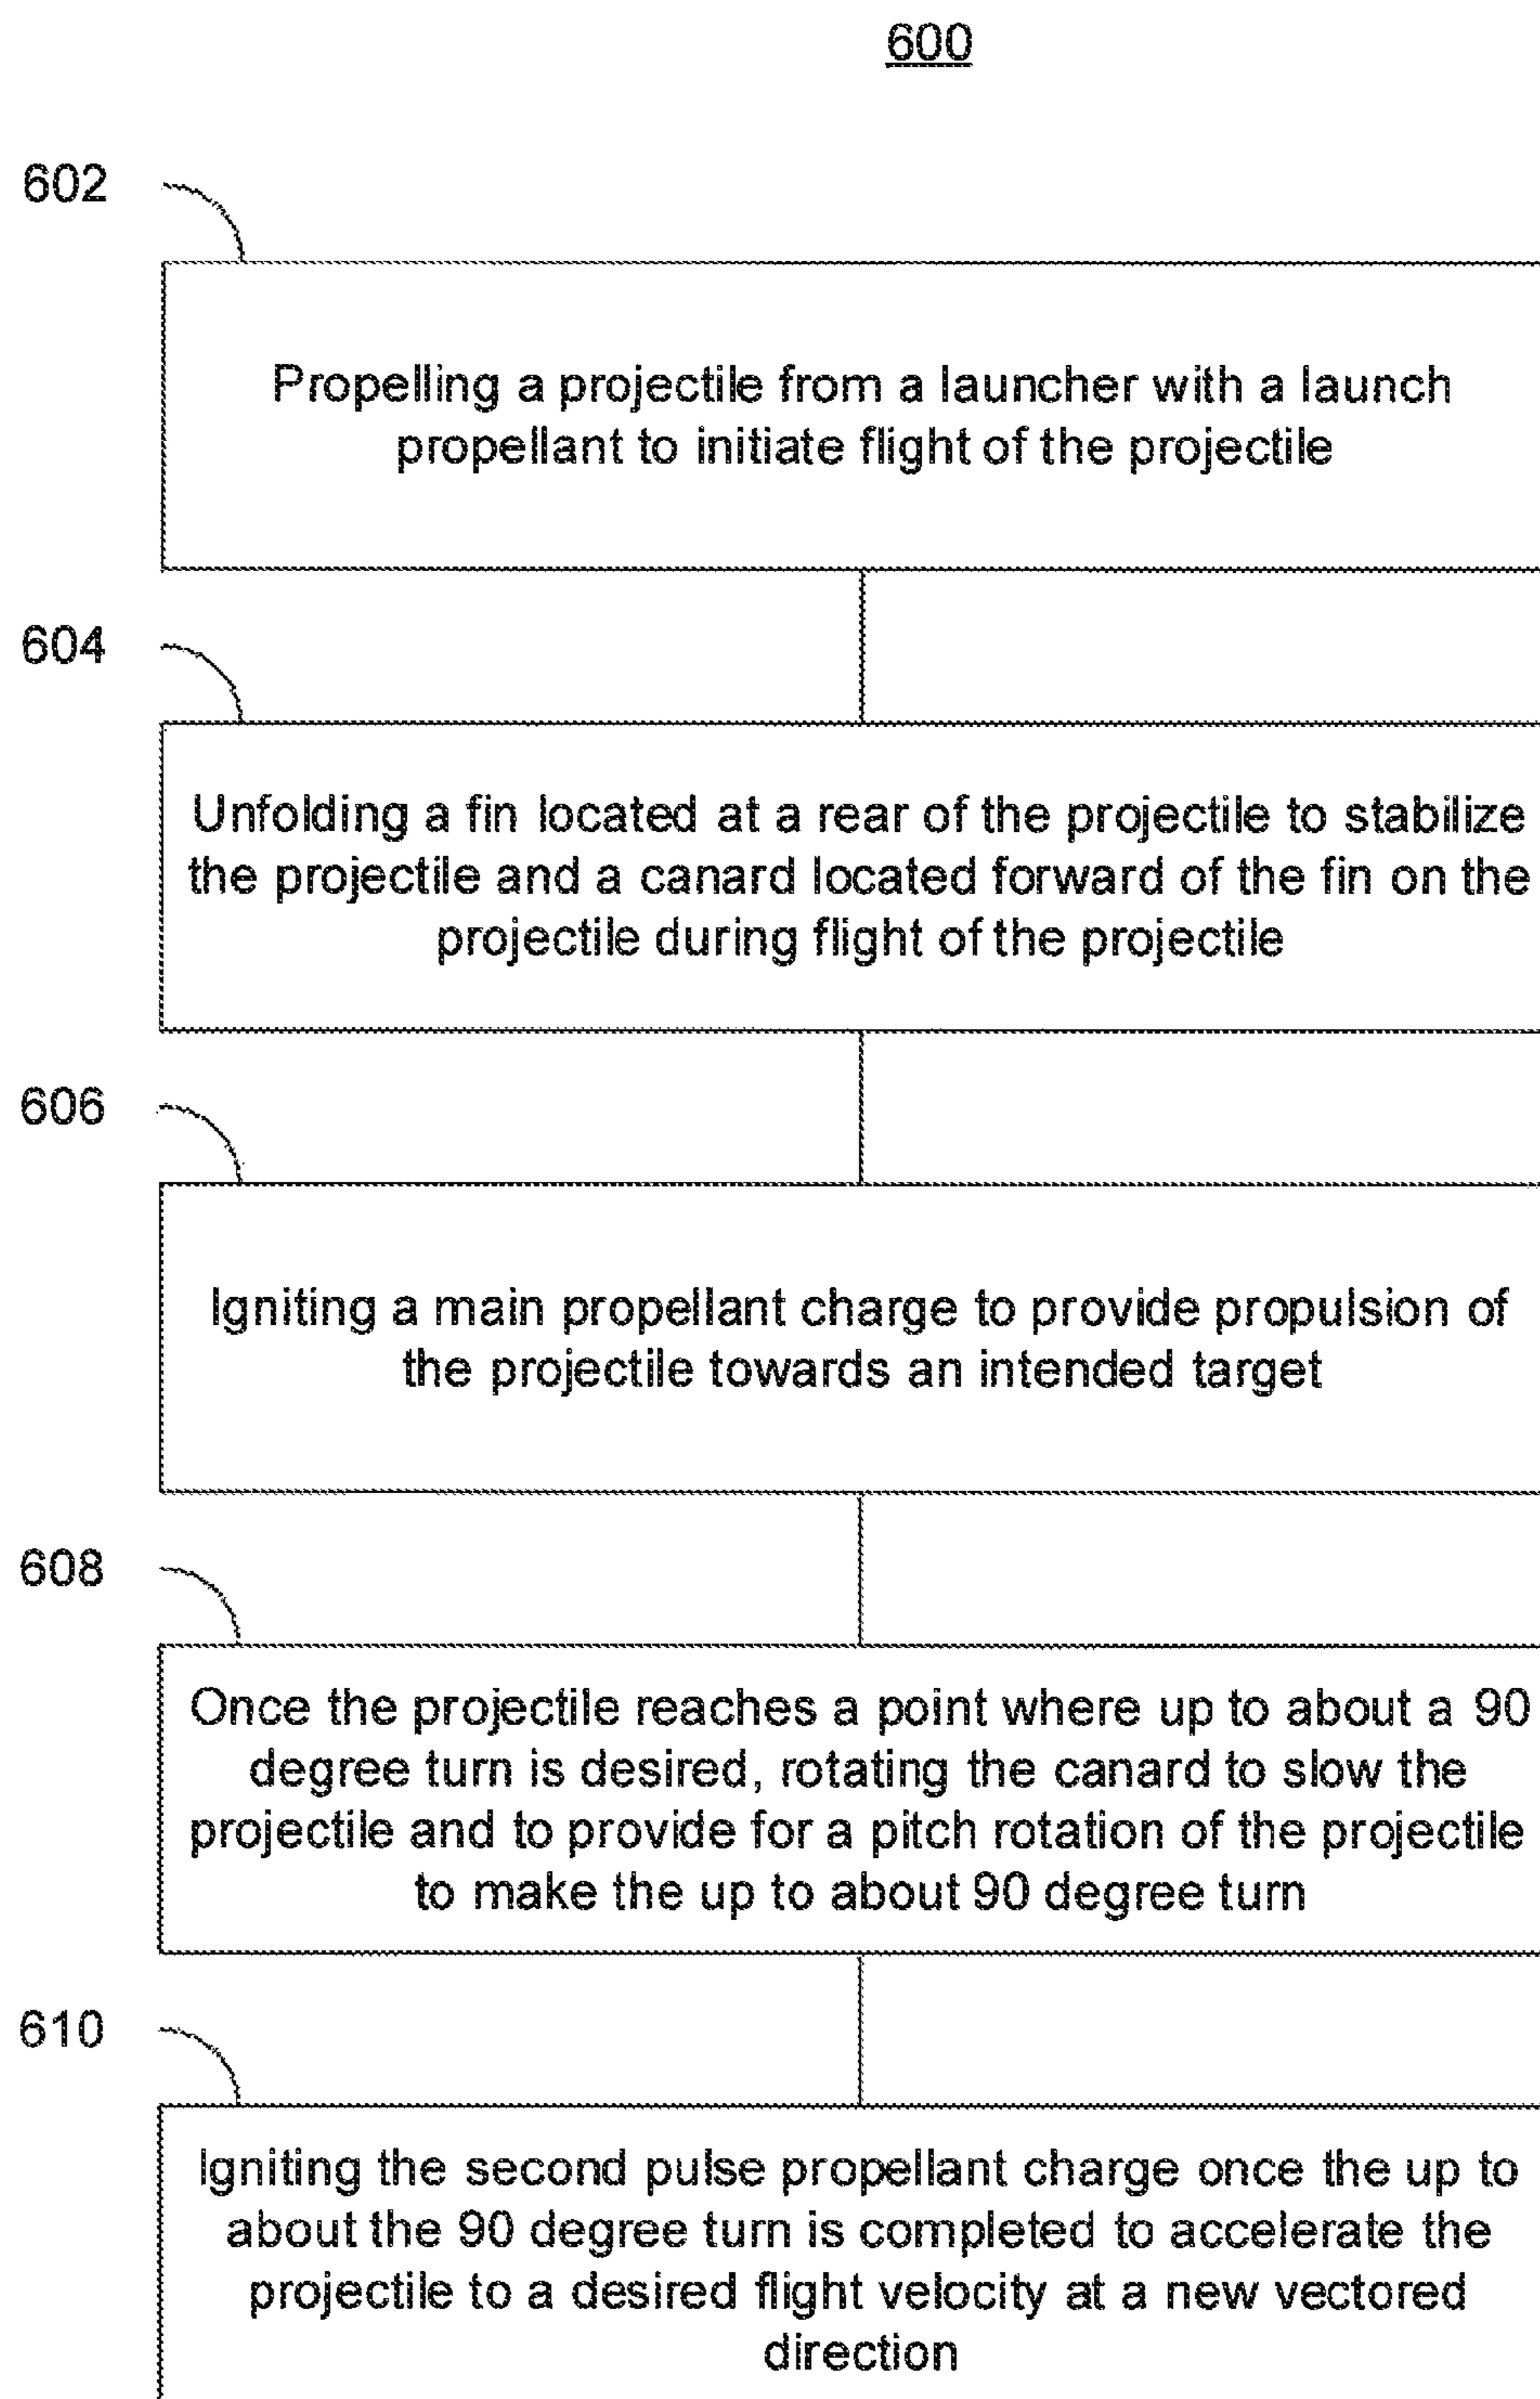 600
602
Propelling a projectile from a launcher with a launch
propellant to initiate flight of the projectile
604
Unfolding a fin located at a rear of the projectile to stabilize
the projectile and a canard located forward of the fin on the
projectile during flight of the projectile
606
Igniting a main propellant charge to provide propulsion of
the projectile towards an intended target
608
Once the projectile reaches a point where up to about a 90
degree turn is desired, rotating the canard to slow the
projectile and to provide for a pitch rotation of the projectile
to make the up to about 90 degree turn
610
Igniting the second pulse propellant charge once the up to
about the 90 degree turn is completed to accelerate the
projectile to a desired flight velocity at a new vectored
direction